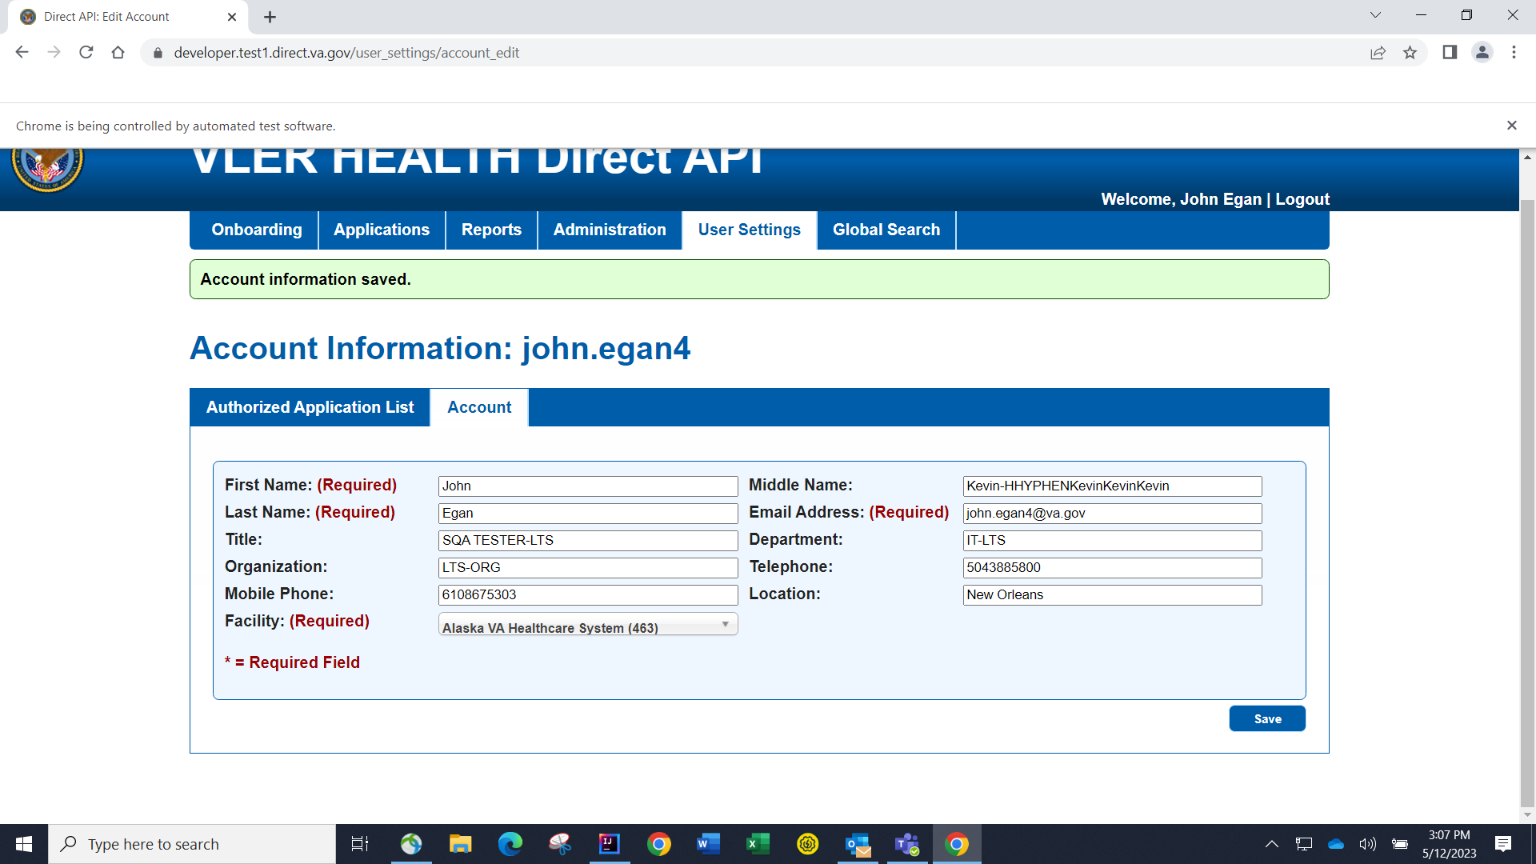 Direct API: Edit Account
developer.test1.direct.va.gov/user_settings/account_edit
Chrome is being controlled by automated test software.
VLER HEALTH Direct API
Welcome, John Egan | Logout
Onboarding Applications Reports Administration User Settings Global Search
Account information saved.
Account Information: john.egan4
Authorized Application List Account
First Name: (Required) John Middle Name: Kevin-HHYPHENKevinKevinKevin
Last Name: (Required) Egan Email Address: (Required) john.egan4@va.gov
Title: SQA TESTER-LTS Department: IT-LTS
Organization: LTS-ORG Telephone: 5043885800
Mobile Phone: 6108675303 Location: New Orleans
Facility: (Required) Alaska VA Healthcare System (463)
* = Required Field
Save
Type here to search
3:07 PM
5/12/2023